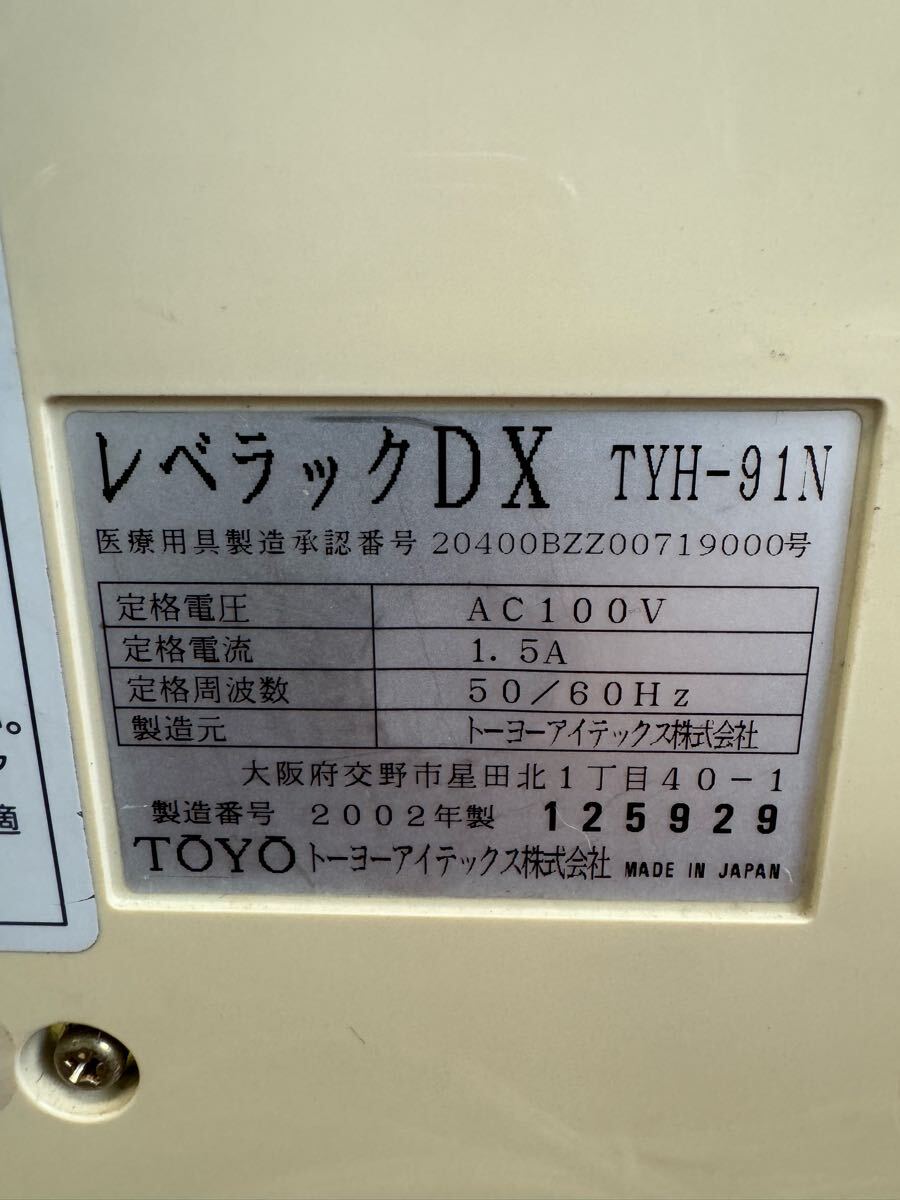 レベラックDX TYH-91N
医療用具製造承認番号 20400BZZ00719000号
定格電圧 AC100V
定格電流 1.5A
定格周波数 50/60Hz
製造元 トーヨーアイテックス株式会社
大阪府交野市星田北1丁目40-1
製造番号 2002年製 125929
TŌYŌ トーヨーアイテックス株式会社 MADE IN JAPAN
適